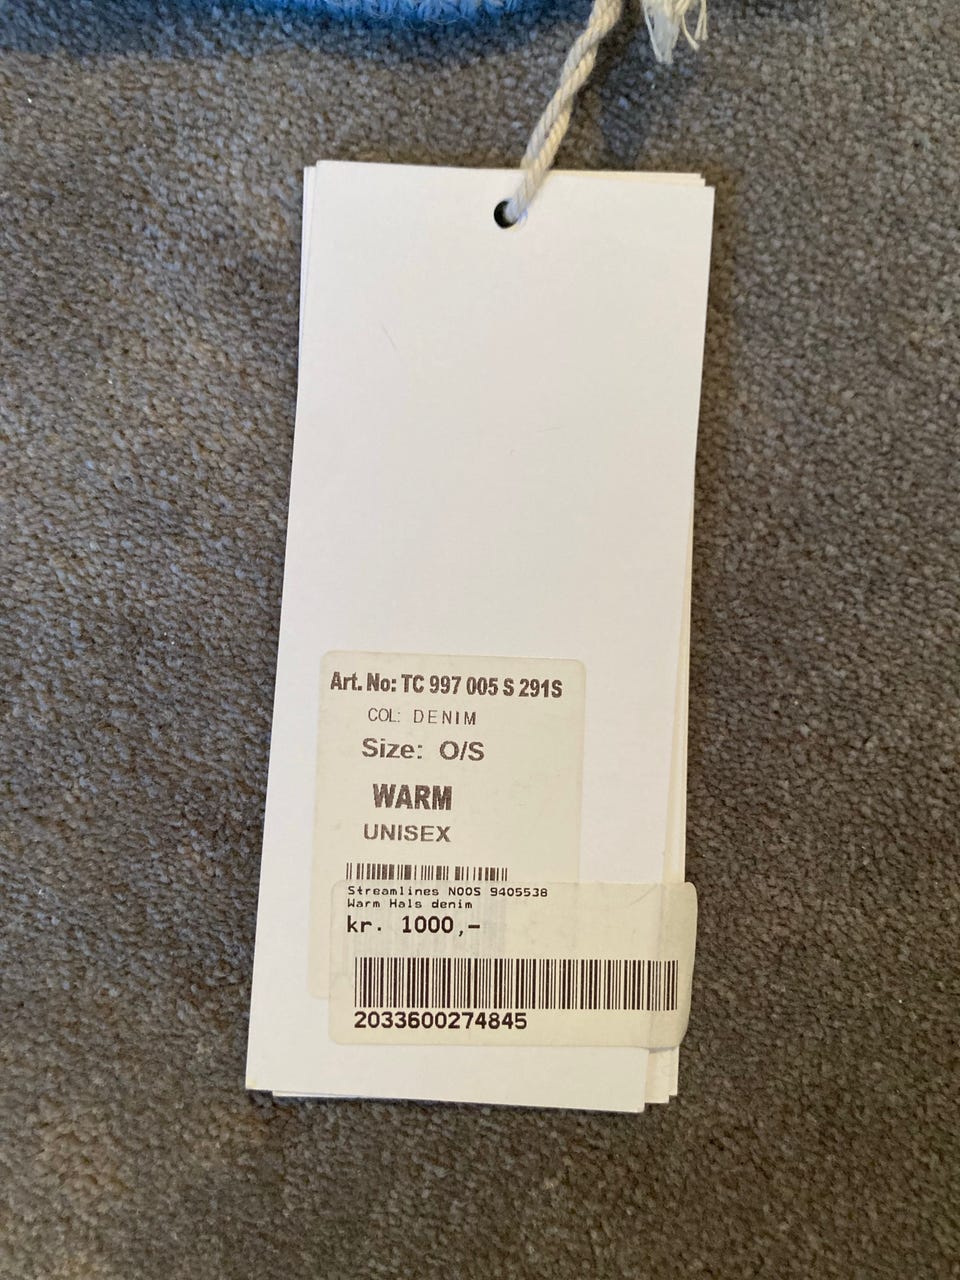 Art. No: TC 997 005 S 291S
COL: DENIM
Size: O/S
WARM
UNISEX
Streamlines NOOS 9405538
Warm Hals denim
kr. 1000,-
2033600274845